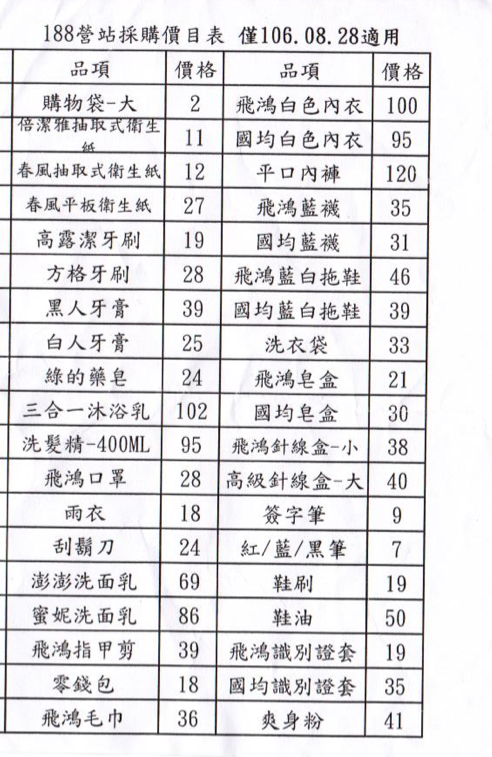 188營站採購價目表 僅106.08.28適用
品項 價格 品項 價格
購物袋-大 2 飛鴻白色內衣 100
倍潔雅抽取式衛生紙 11 國均白色內衣 95
春風抽取式衛生紙 12 平口內褲 120
春風平板衛生紙 27 飛鴻藍襪 35
高露潔牙刷 19 國均藍襪 31
方格牙刷 28 飛鴻藍白拖鞋 46
黑人牙膏 39 國均藍白拖鞋 39
白人牙膏 25 洗衣袋 33
綠的藥皂 24 飛鴻皂盒 21
三合一沐浴乳 102 國均皂盒 30
洗髮精-400ML 95 飛鴻針線盒-小 38
飛鴻口罩 28 高級針線盒-大 40
雨衣 18 簽字筆 9
刮鬍刀 24 紅/藍/黑筆 7
澎澎洗面乳 69 鞋刷 19
蜜妮洗面乳 86 鞋油 50
飛鴻指甲剪 39 飛鴻識別證套 19
零錢包 18 國均識別證套 35
飛鴻毛巾 36 爽身粉 41